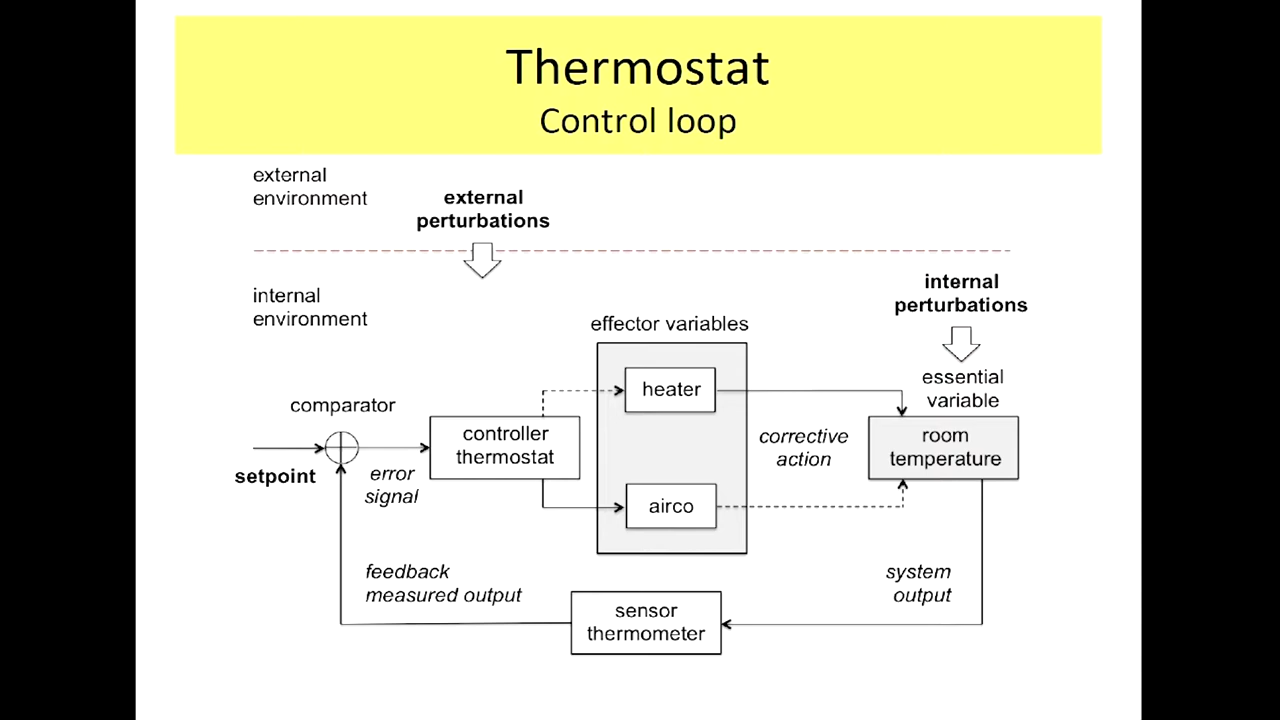 Thermostat
Control loop
external
environment
external
perturbations
internal
environment
internal
perturbations
effector variables
essential
variable
heater
comparator
controller
thermostat
corrective
action
room
temperature
setpoint
error
signal
airco
feedback
measured output
system
output
sensor
thermometer